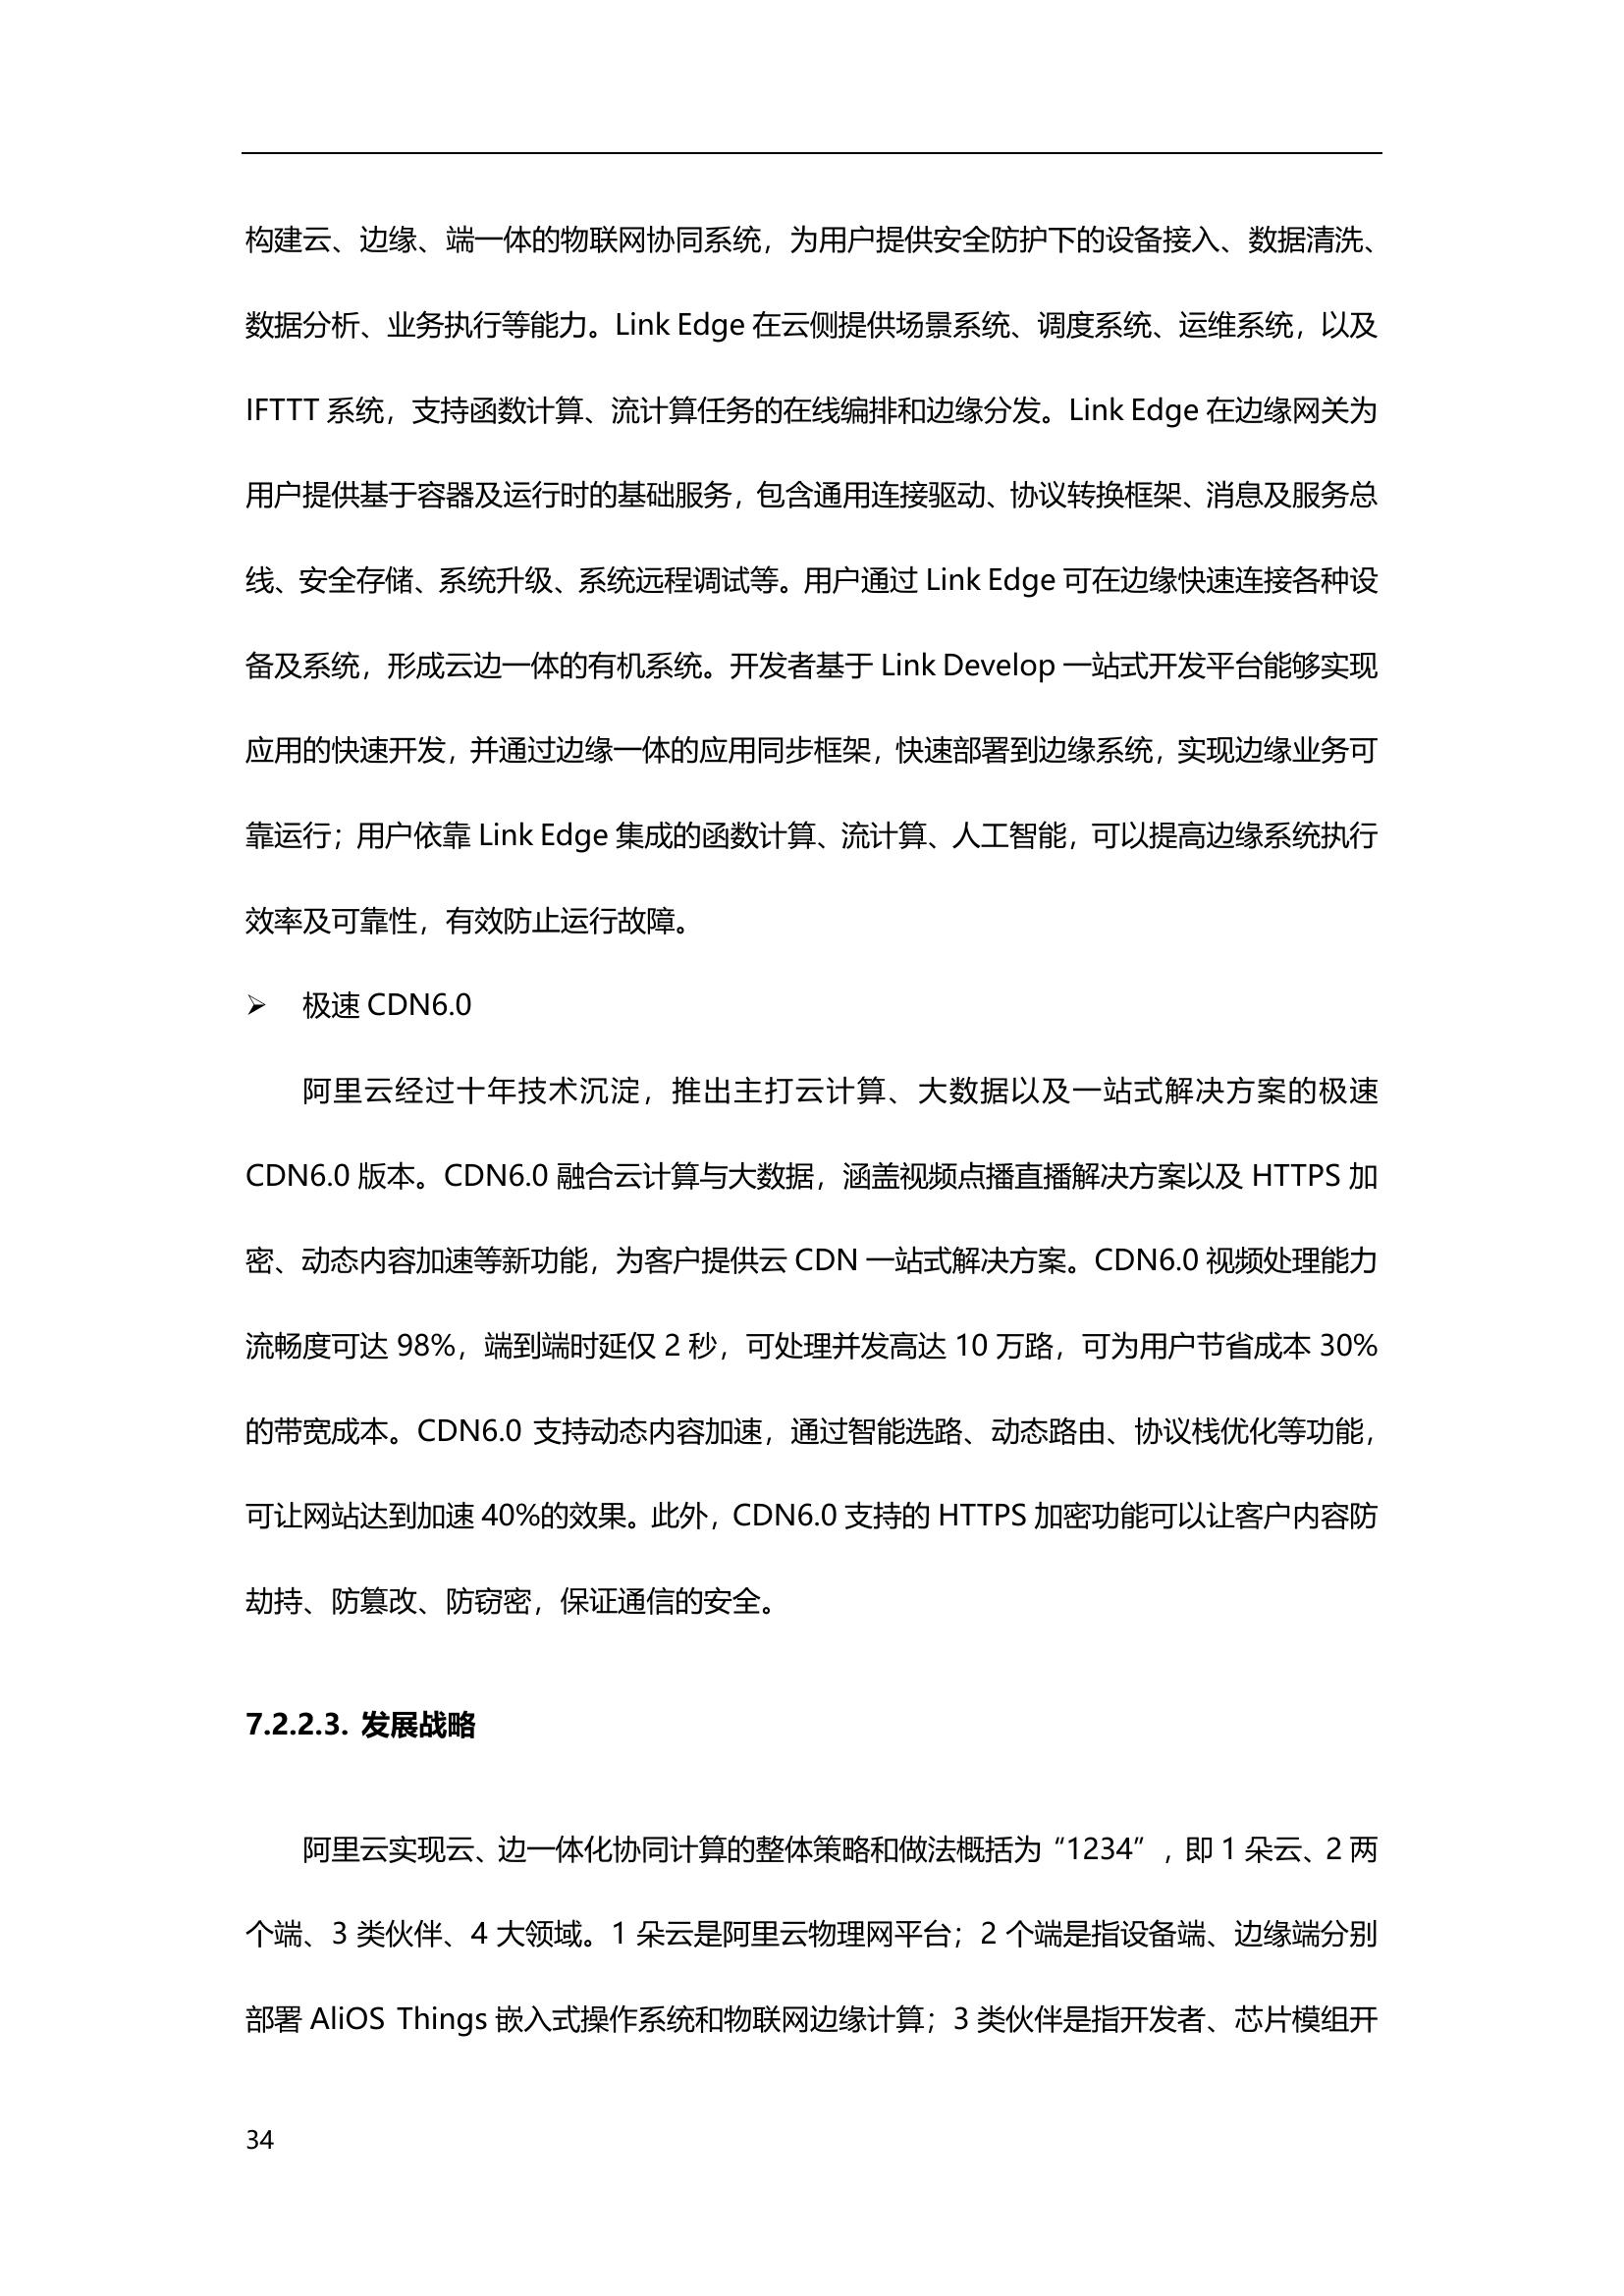 构建云、边缘、端一体的物联网协同系统，为用户提供安全防护下的设备接入、数据清洗、
数据分析、业务执行等能力。Link Edge 在云侧提供场景系统、调度系统、运维系统，以及
IFTTT 系统，支持函数计算、流计算任务的在线编排和边缘分发。Link Edge 在边缘网关为
用户提供基于容器及运行时的基础服务，包含通用连接驱动、协议转换框架、消息及服务总
线、安全存储、系统升级、系统远程调试等。用户通过 Link Edge 可在边缘快速连接各种设
备及系统，形成云边一体的有机系统。开发者基于 Link Develop 一站式开发平台能够实现
应用的快速开发，并通过边缘一体的应用同步框架，快速部署到边缘系统，实现边缘业务可
靠运行；用户依靠 Link Edge 集成的函数计算、流计算、人工智能，可以提高边缘系统执行
效率及可靠性，有效防止运行故障。
➢ 极速 CDN6.0
阿里云经过十年技术沉淀，推出主打云计算、大数据以及一站式解决方案的极速
CDN6.0 版本。CDN6.0 融合云计算与大数据，涵盖视频点播直播解决方案以及 HTTPS 加
密、动态内容加速等新功能，为客户提供云 CDN 一站式解决方案。CDN6.0 视频处理能力
流畅度可达 98%，端到端时延仅 2 秒，可处理并发高达 10 万路，可为用户节省成本 30%
的带宽成本。CDN6.0 支持动态内容加速，通过智能选路、动态路由、协议栈优化等功能，
可让网站达到加速 40%的效果。此外，CDN6.0 支持的 HTTPS 加密功能可以让客户内容防
劫持、防篡改、防窃密，保证通信的安全。
7.2.2.3. 发展战略
阿里云实现云、边一体化协同计算的整体策略和做法概括为“1234”，即 1 朵云、2 两
个端、3 类伙伴、4 大领域。1 朵云是阿里云物理网平台；2 个端是指设备端、边缘端分别
部署 AliOS Things 嵌入式操作系统和物联网边缘计算；3 类伙伴是指开发者、芯片模组开
34